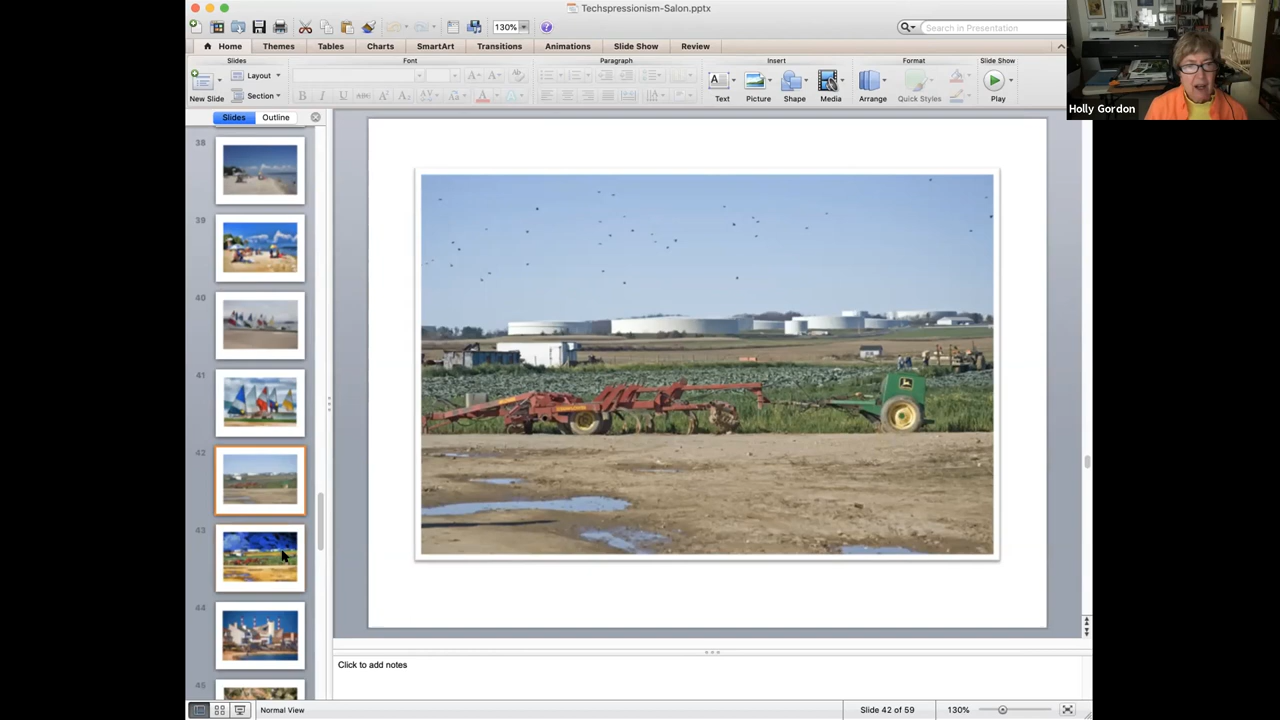 Techspressionism-Salon.pptx
130%
Search in Presentation
Home Themes Tables Charts SmartArt Transitions Animations Slide Show Review
Slides Font Paragraph Insert Format Slide Show
New Slide Layout Section Text Picture Shape Media Arrange Quick Styles Play
Holly Gordon
Slides Outline
38
39
40
41
42
43
44
45
Click to add notes
Normal View Slide 42 of 59 130%